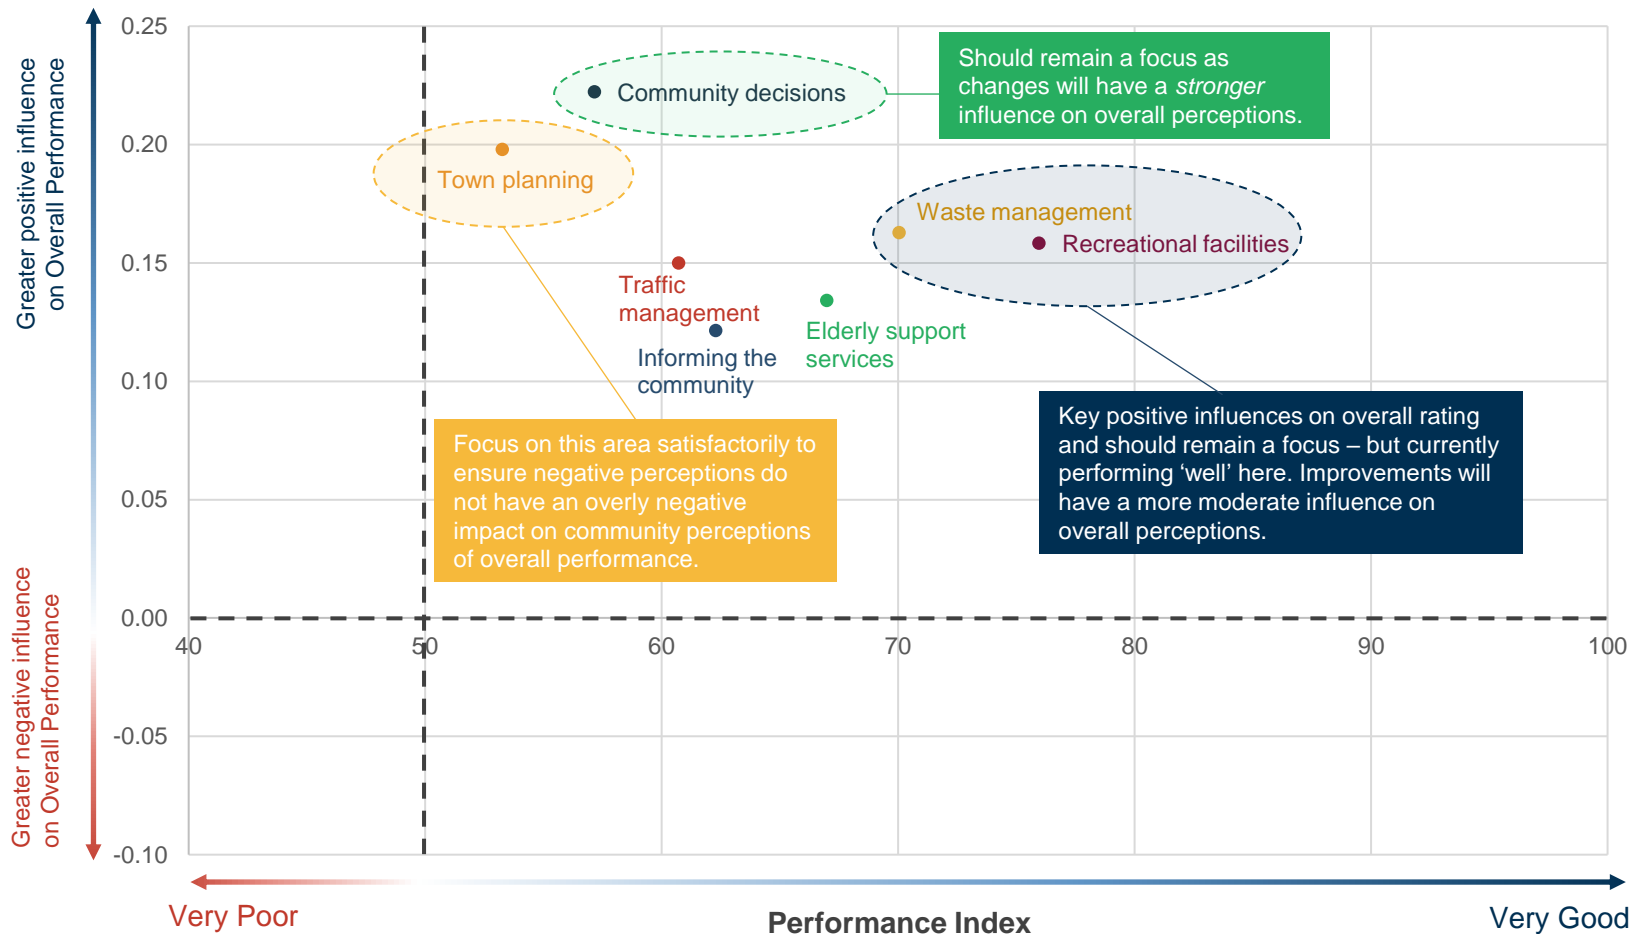 Greater positive influence
on Overall Performance
Greater negative influence
on Overall Performance
0.25
0.20
0.15
0.10
0.05
0.00
-0.05
-0.10
40
50
60
70
80
90
100
Community decisions
Should remain a focus as
changes will have a stronger
influence on overall perceptions.
Town planning
Waste management
Recreational facilities
Traffic
management
Elderly support
services
Informing the
community
Focus on this area satisfactorily to
ensure negative perceptions do
not have an overly negative
impact on community perceptions
of overall performance.
Key positive influences on overall rating
and should remain a focus – but currently
performing ‘well’ here. Improvements will
have a more moderate influence on
overall perceptions.
Very Poor
Performance Index
Very Good